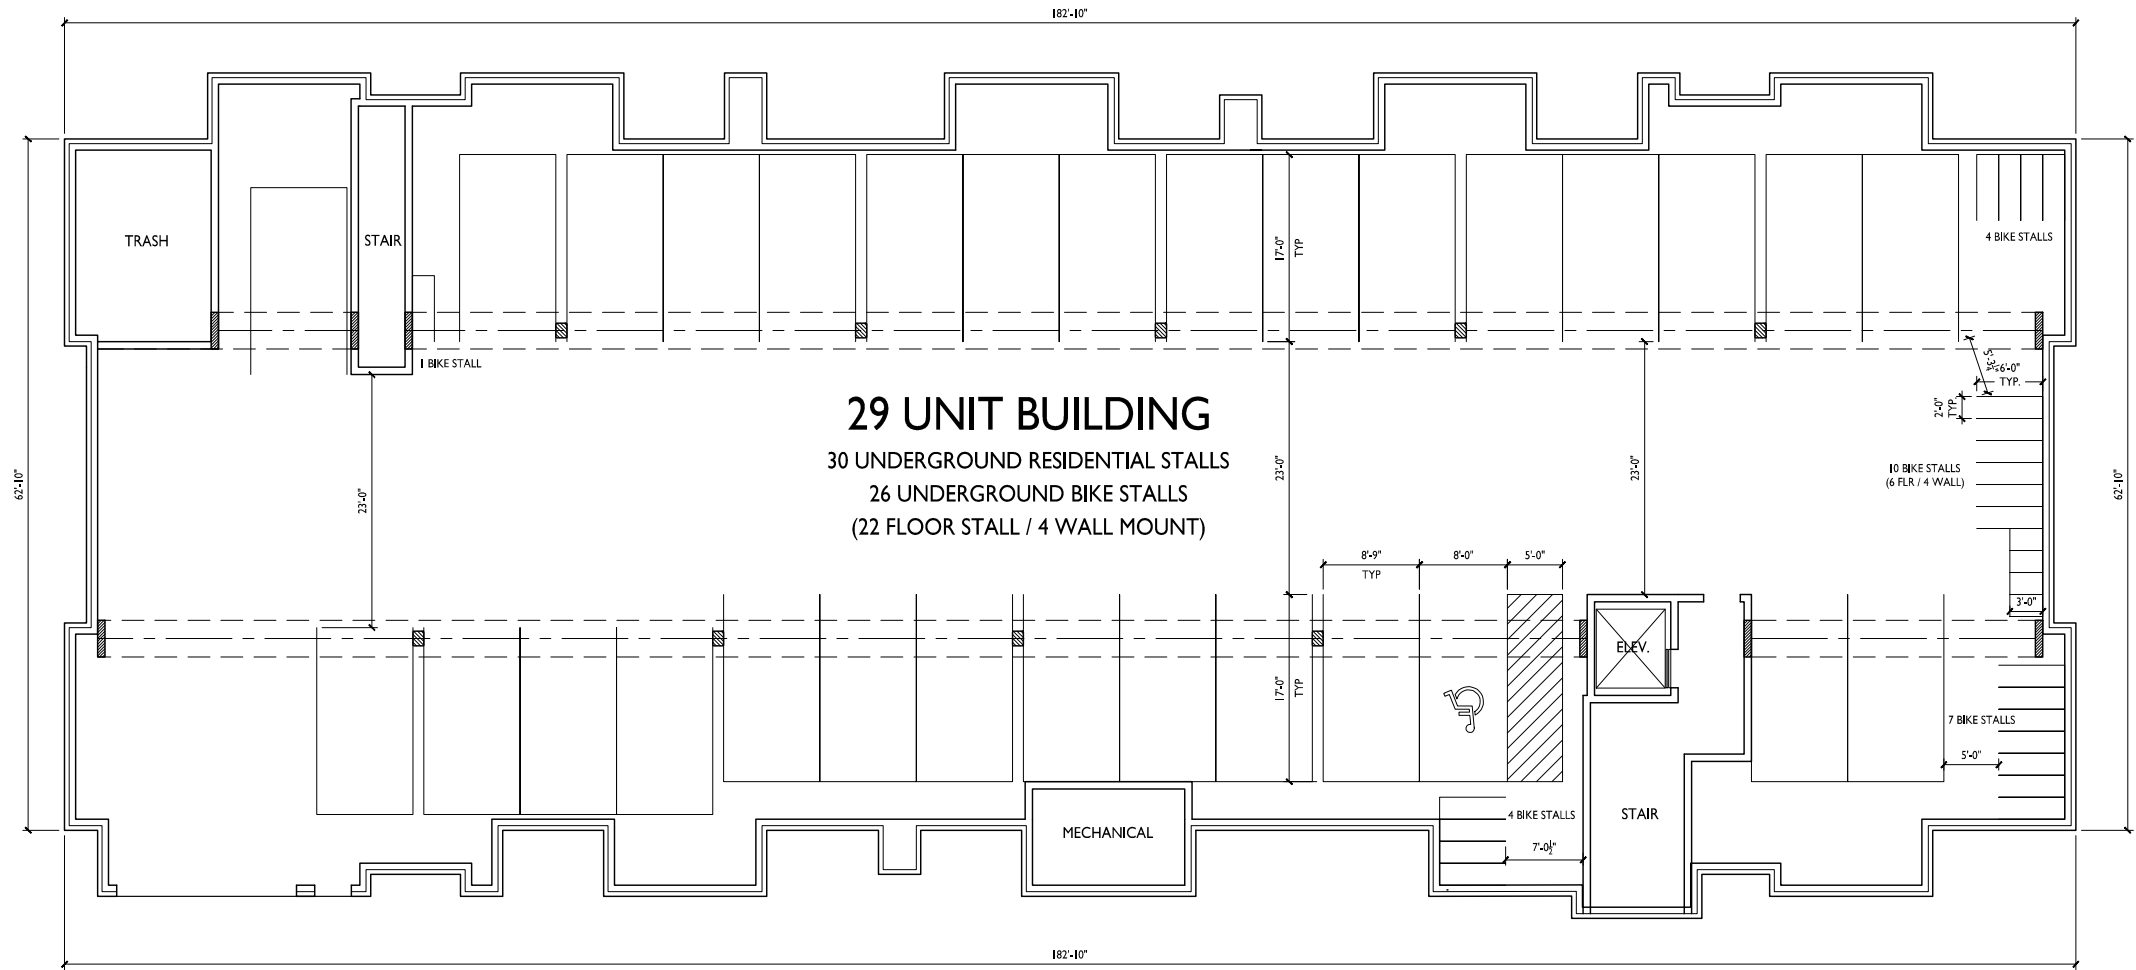 182'-10"
TRASH
STAIR
4 BIKE STALLS
17'-0"
TYP
1 BIKE STALL
5'-3¾"
6'-0"
TYP.
2'-0"
TYP
29 UNIT BUILDING
30 UNDERGROUND RESIDENTIAL STALLS
26 UNDERGROUND BIKE STALLS
(22 FLOOR STALL / 4 WALL MOUNT)
62'-10"
23'-0"
23'-0"
23'-0"
10 BIKE STALLS
(6 FLR / 4 WALL)
62'-10"
8'-9"
TYP
8'-0"
5'-0"
3'-0"
ELEV.
17'-0"
TYP
7 BIKE STALLS
5'-0"
MECHANICAL
4 BIKE STALLS
STAIR
7'-0½"
182'-10"